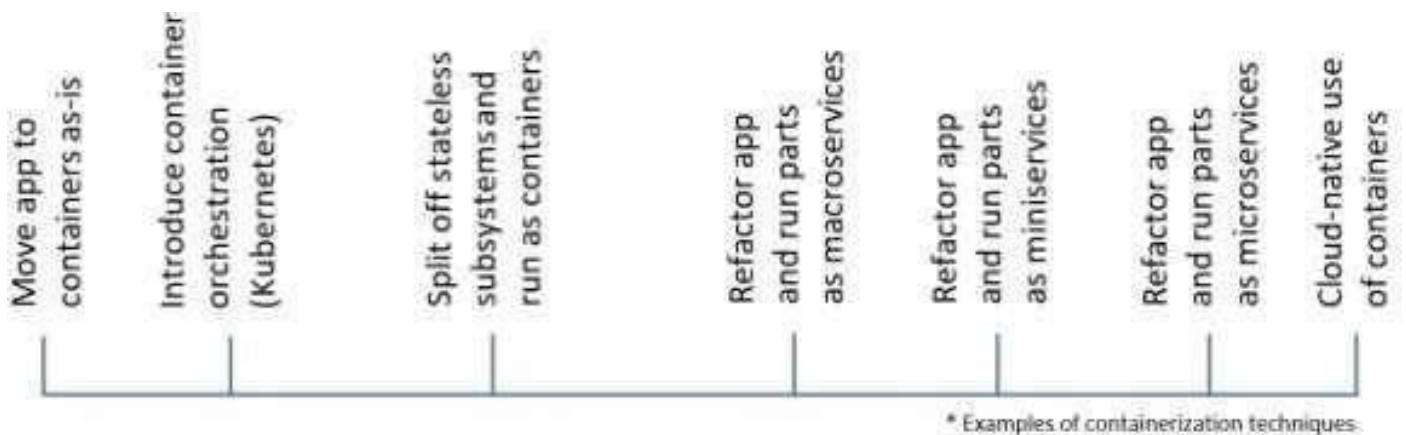 Move app to
containers as-is
Introduce container
orchestration
(Kubernetes)
Split off stateless
subsystems and
run as containers
Refactor app
and run parts
as macroservices
Refactor app
and run parts
as miniservices
Refactor app
and run parts
as microservices
Cloud-native use
of containers
* Examples of containerization techniques